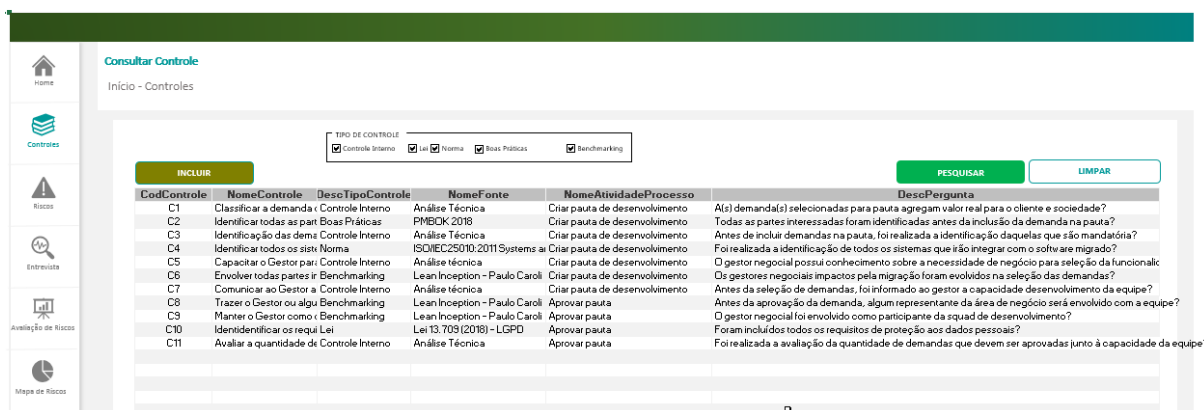 Consultar Controle
Início - Controles
Home
Controles
Riscos
Entrevista
Avaliação de Riscos
Mapa de Riscos
TIPO DE CONTROLE
Controle Interno Lei Norma Boas Práticas Benchmarking
INCLUIR PESQUISAR LIMPAR
CodControle NomeControle DescTipoControle NomeFonte NomeAtividadeProcesso DescPergunta
C1 Classificar a demanda ( Controle Interno Análise Técnica Criar pauta de desenvolvimento A(s) demanda(s) selecionadas para pauta agregam valor real para o cliente e sociedade?
C2 Identificar todas as part Boas Práticas PMBOK 2018 Criar pauta de desenvolvimento Todas as partes interessadas foram identificadas antes da inclusão da demanda na pauta?
C3 Identificação das dema Controle Interno Análise Técnica Criar pauta de desenvolvimento Antes de incluir demandas na pauta, foi realizada a identificação daquelas que são mandatória?
C4 Identificar todos os siste Norma ISO/IEC25010:2011 Systems a Criar pauta de desenvolvimento Foi realizada a identificação de todos os sistemas que irão integrar com o software migrado?
C5 Capacitar o Gestor para Controle Interno Análise técnica Criar pauta de desenvolvimento O gestor negocial possui conhecimento sobre a necessidade de negócio para seleção da funcionalic
C6 Envolver todas partes ir Benchmarking Lean Inception - Paulo Caroli Criar pauta de desenvolvimento Os gestores negociais impactos pela migração foram evolvidos na seleção das demandas?
C7 Comunicar ao Gestor a Controle Interno Análise Técnica Criar pauta de desenvolvimento Antes da seleção de demandas, foi informado ao gestor a capacidade desenvolvimento da equipe?
C8 Trazer o Gestor ou algu Benchmarking Lean Inception - Paulo Caroli Aprovar pauta Antes da aprovação da demanda, algum representante da área de negócio será envolvido com a equipe?
C9 Manter o Gestor como ( Benchmarking Lean Inception - Paulo Caroli Aprovar pauta O gestor negocial foi envolvido como participante da squad de desenvolvimento?
C10 Identidentificar os requi Lei Lei 13.709 (2018) - LGPD Aprovar pauta Foram incluídos todos os requisitos de proteção aos dados pessoais?
C11 Avaliar a quantidade de Controle Interno Análise Técnica Aprovar pauta Foi realizada a avaliação da quantidade de demandas que devem ser aprovadas junto à capacidade da equipe?